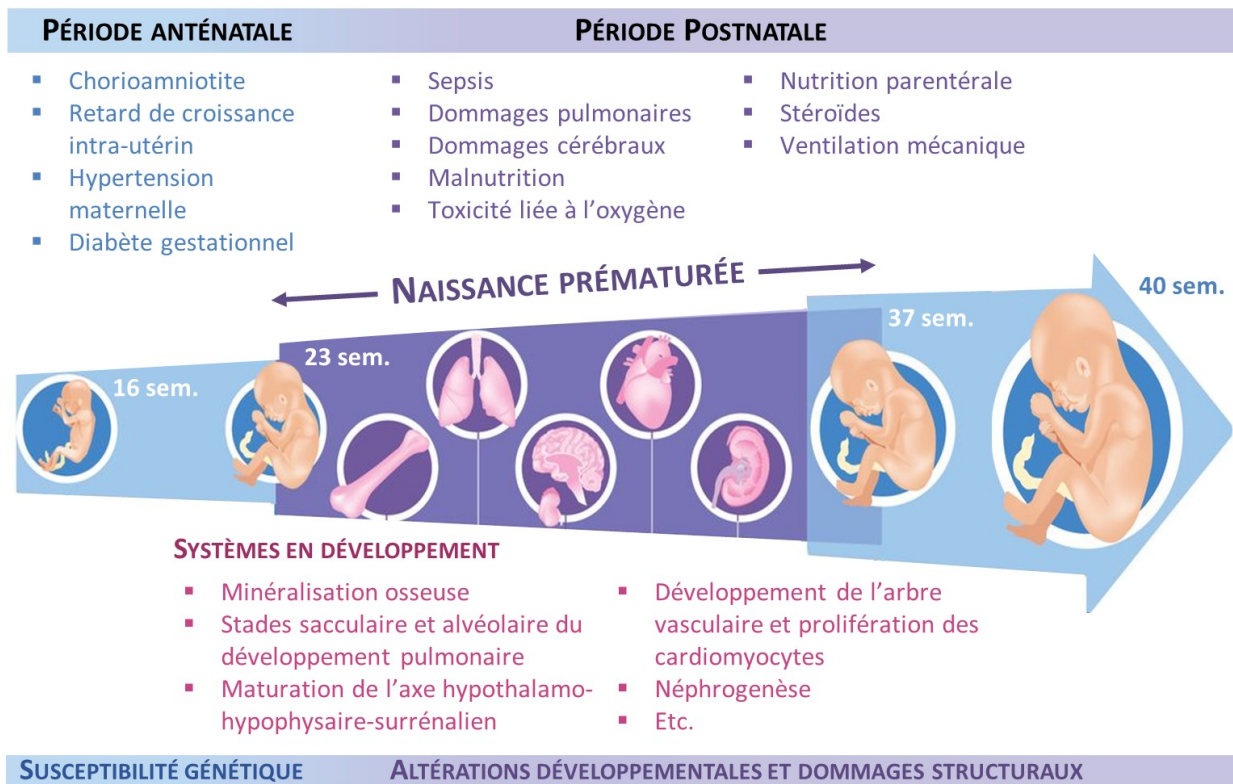 PÉRIODE ANTÉNATALE
PÉRIODE POSTNATALE
▪ Chorioamniotite
▪ Retard de croissance
intra-utérin
▪ Hypertension
maternelle
▪ Diabète gestationnel
▪ Sepsis
▪ Dommages pulmonaires
▪ Dommages cérébraux
▪ Malnutrition
▪ Toxicité liée à l’oxygène
▪ Nutrition parentérale
▪ Stéroïdes
▪ Ventilation mécanique
NAISSANCE PRÉMATURÉE
16 sem.
23 sem.
37 sem.
40 sem.
SYSTÈMES EN DÉVELOPPEMENT
▪ Minéralisation osseuse
▪ Stades sacculaire et alvéolaire du
développement pulmonaire
▪ Maturation de l’axe hypothalamo-
hypophysaire-surrénalien
▪ Développement de l’arbre
vasculaire et prolifération des
cardiomyocytes
▪ Néphrogenèse
▪ Etc.
SUSCEPTIBILITÉ GÉNÉTIQUE
ALTÉRATIONS DÉVELOPPEMENTALES ET DOMMAGES STRUCTURAUX